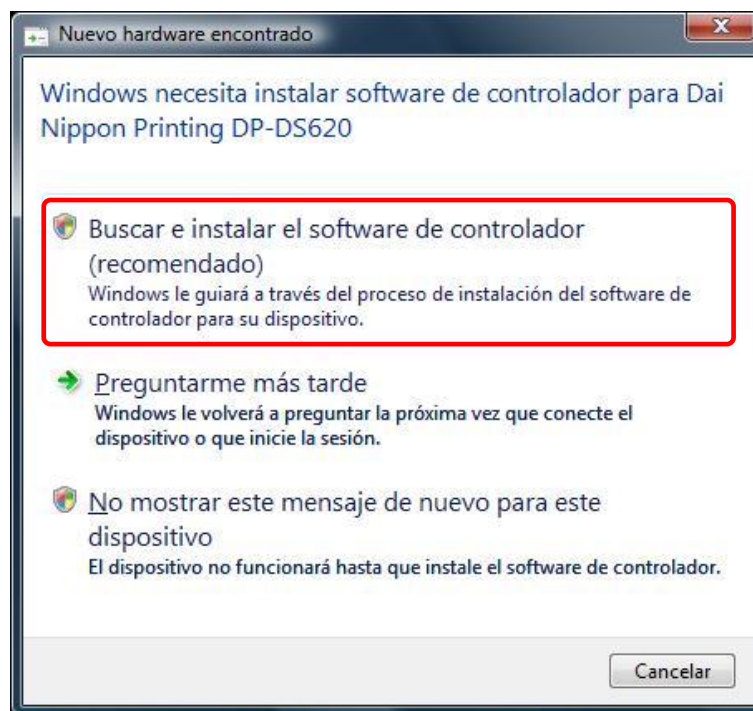 Nuevo hardware encontrado
Windows necesita instalar software de controlador para Dai
Nippon Printing DP-DS620
Buscar e instalar el software de controlador
(recomendado)
Windows le guiará a través del proceso de instalación del software de
controlador para su dispositivo.
Preguntarme más tarde
Windows le volverá a preguntar la próxima vez que conecte el
dispositivo o que inicie la sesión.
No mostrar este mensaje de nuevo para este
dispositivo
El dispositivo no funcionará hasta que instale el software de controlador.
Cancelar